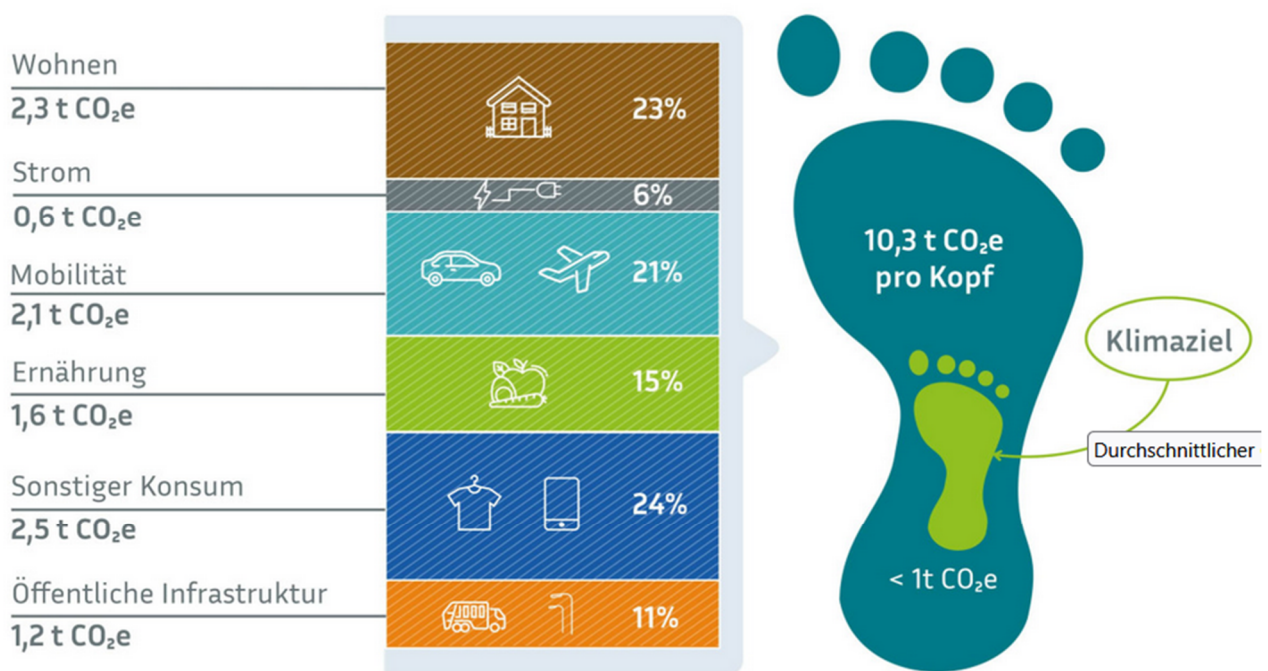 Wohnen
2,3 t CO₂e
23%
Strom
0,6 t CO₂e
6%
Mobilität
2,1 t CO₂e
21%
Ernährung
1,6 t CO₂e
15%
Sonstiger Konsum
2,5 t CO₂e
24%
Öffentliche Infrastruktur
1,2 t CO₂e
11%
10,3 t CO₂e
pro Kopf
Klimaziel
Durchschnittlicher
< 1t CO₂e